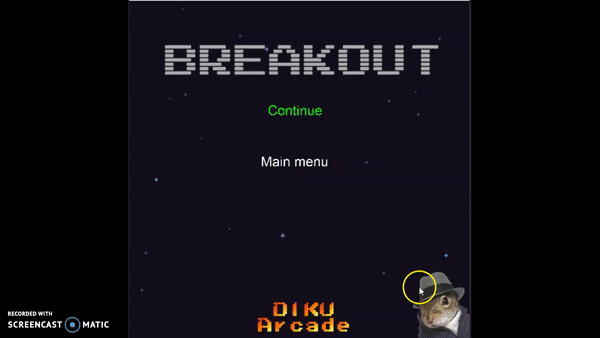 BREAKOUT
Continue
Main menu
DIKU
Arcade
RECORDED WITH
SCREENCAST MATIC